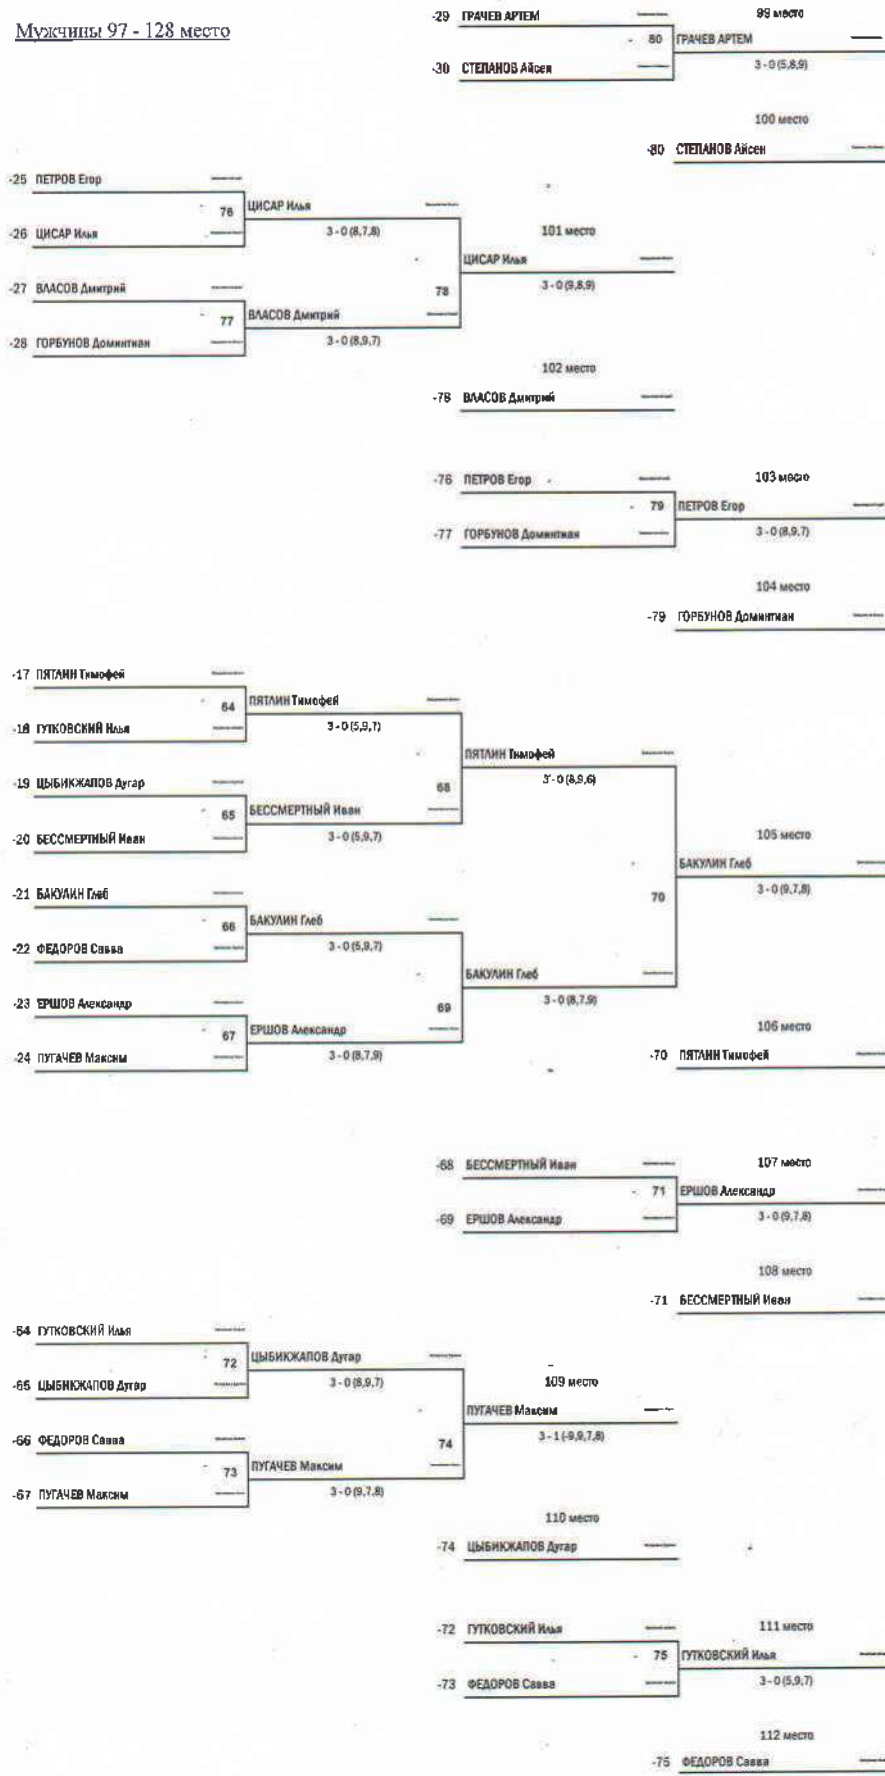 Мужчины 97 - 128 место
-29 ГРАЧЕВ АРТЕМ
99 место
80 ГРАЧЕВ АРТЕМ
-30 СТЕПАНОВ Айсен
3 - 0 (5,8,9)
100 место
-80 СТЕПАНОВ Айсен
-25 ПЕТРОВ Егор
76 ЦИСАР Илья
-26 ЦИСАР Илья
3 - 0 (8,7,8)
101 место
ЦИСАР Илья
-27 ВЛАСОВ Дмитрий
78
3 - 0 (9,8,9)
77 ВЛАСОВ Дмитрий
-28 ГОРБУНОВ Доминтиан
3 - 0 (8,9,7)
102 место
-78 ВЛАСОВ Дмитрий
-76 ПЕТРОВ Егор
103 место
79 ПЕТРОВ Егор
-77 ГОРБУНОВ Доминтиан
3 - 0 (8,9,7)
104 место
-79 ГОРБУНОВ Доминтиан
-17 ПЯТЛИН Тимофей
64 ПЯТЛИН Тимофей
-18 ГУТКОВСКИЙ Илья
3 - 0 (5,9,7)
ПЯТЛИН Тимофей
-19 ЦЫБИКЖАПОВ Дугар
68
3 - 0 (8,9,6)
65 БЕССМЕРТНЫЙ Иван
-20 БЕССМЕРТНЫЙ Иван
3 - 0 (5,9,7)
105 место
БАКУЛИН Глеб
-21 БАКУЛИН Глеб
70
3 - 0 (9,7,8)
66 БАКУЛИН Глеб
-22 ФЕДОРОВ Савва
3 - 0 (5,9,7)
БАКУЛИН Глеб
-23 ЕРШОВ Александр
69
3 - 0 (8,7,9)
67 ЕРШОВ Александр
106 место
-24 ПУГАЧЕВ Максим
3 - 0 (8,7,9)
-70 ПЯТЛИН Тимофей
-68 БЕССМЕРТНЫЙ Иван
107 место
71 ЕРШОВ Александр
-69 ЕРШОВ Александр
3 - 0 (9,7,8)
108 место
-71 БЕССМЕРТНЫЙ Иван
-64 ГУТКОВСКИЙ Илья
72 ЦЫБИКЖАПОВ Дугар
-65 ЦЫБИКЖАПОВ Дугар
3 - 0 (8,9,7)
109 место
ПУГАЧЕВ Максим
-66 ФЕДОРОВ Савва
74
3 - 1 (-9,9,7,8)
73 ПУГАЧЕВ Максим
-67 ПУГАЧЕВ Максим
3 - 0 (9,7,8)
110 место
-74 ЦЫБИКЖАПОВ Дугар
-72 ГУТКОВСКИЙ Илья
111 место
75 ГУТКОВСКИЙ Илья
-73 ФЕДОРОВ Савва
3 - 0 (5,9,7)
112 место
-75 ФЕДОРОВ Савва